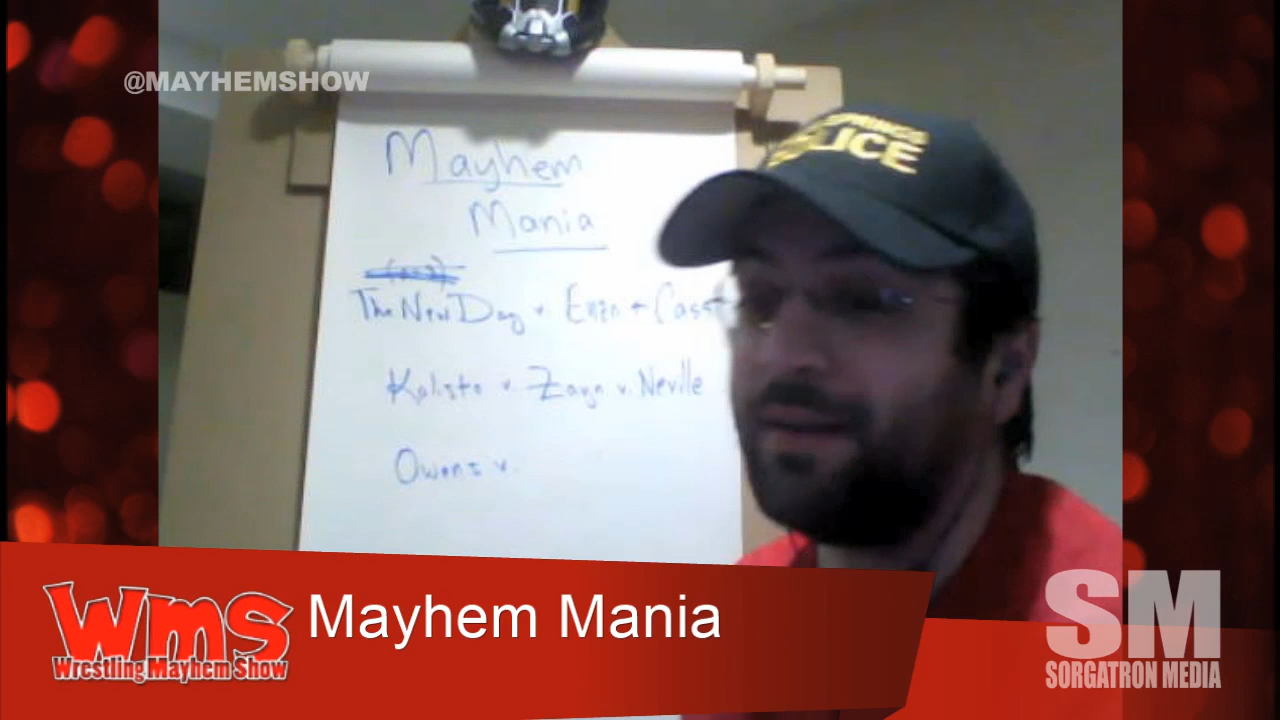 @MAYHEMSHOW
POLICE
Mayhem
Mania
The New Day v Enzo + Cass
Kalisto v. Zayn v. Neville
Owens v.
Wms
Wrestling Mayhem Show
Mayhem Mania
SM
SORGATRON MEDIA